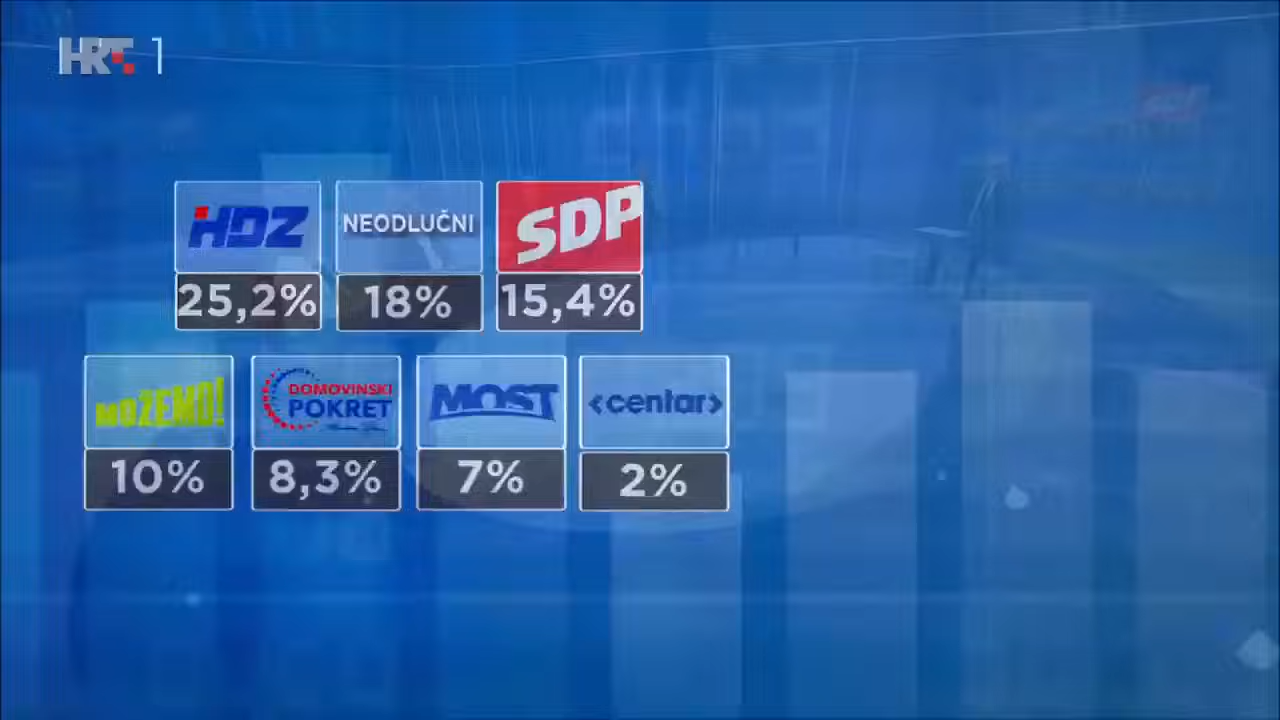 HRT 1
HDZ
NEODLUČNI
SDP
25,2%
18%
15,4%
MOŽEMO!
DOMOVINSKI
POKRET
MOST
<centar>
10%
8,3%
7%
2%